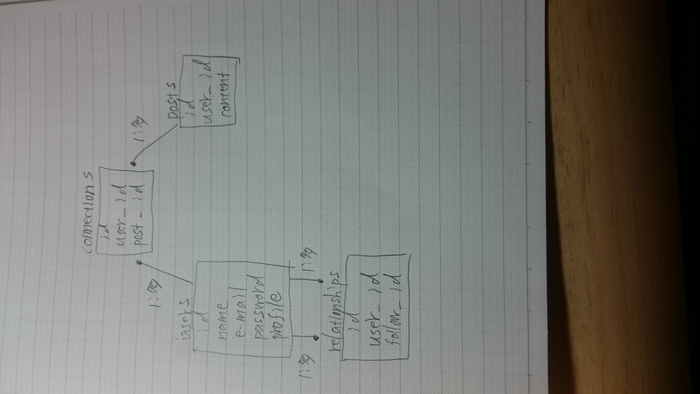 connections
id
user_id
post_id
1:多
1:多
users
id
name
e-mail
password
profile
posts
id
user_id
content
1:多
1:多
relationships
id
user_id
follow_id